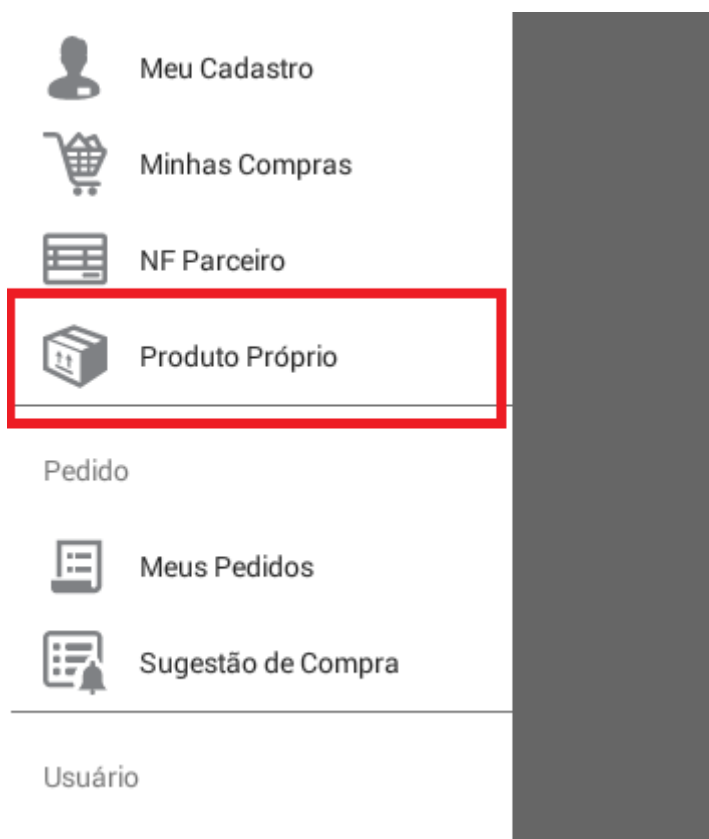 Meu Cadastro
Minhas Compras
NF Parceiro
Produto Próprio
Pedido
Meus Pedidos
Sugestão de Compra
Usuário